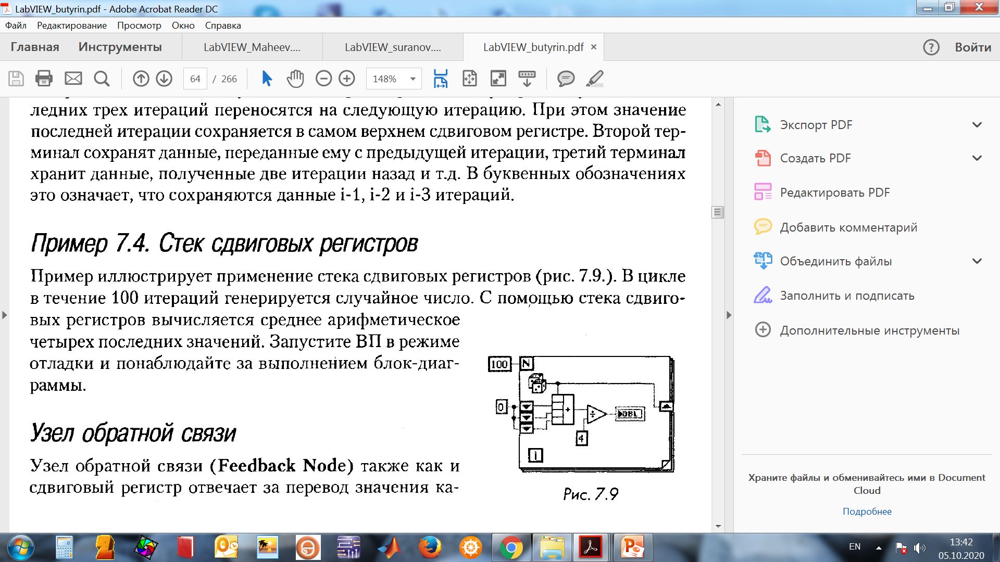 LabVIEW_butyrin.pdf - Adobe Acrobat Reader DC
Файл Редактирование Просмотр Окно Справка
Главная Инструменты LabVIEW_Maheev.... LabVIEW_suranov.... LabVIEW_butyrin.pdf × Войти
64 / 266 148%
ледних трех итераций переносятся на следующую итерацию. При этом значение
последней итерации сохраняется в самом верхнем сдвиговом регистре. Второй тер-
минал сохранят данные, переданные ему с предыдущей итерации, третий терминал
хранит данные, полученные две итерации назад и т.д. В буквенных обозначениях
это означает, что сохраняются данные i-1, i-2 и i-3 итераций.
Пример 7.4. Стек сдвиговых регистров
Пример иллюстрирует применение стека сдвиговых регистров (рис. 7.9.). В цикле
в течение 100 итераций генерируется случайное число. С помощью стека сдвиго-
вых регистров вычисляется среднее арифметическое
четырех последних значений. Запустите ВП в режиме
отладки и понаблюдайте за выполнением блок-диаг-
раммы.
100 N
0
+ ÷ DBL
4
i
Рис. 7.9
Узел обратной связи
Узел обратной связи (Feedback Node) также как и
сдвиговый регистр отвечает за перевод значения ка-
Экспорт PDF
Создать PDF
Редактировать PDF
Добавить комментарий
Объединить файлы
Заполнить и подписать
Дополнительные инструменты
Храните файлы и обменивайтесь ими в Document
Cloud
Подробнее
EN 13:42
05.10.2020